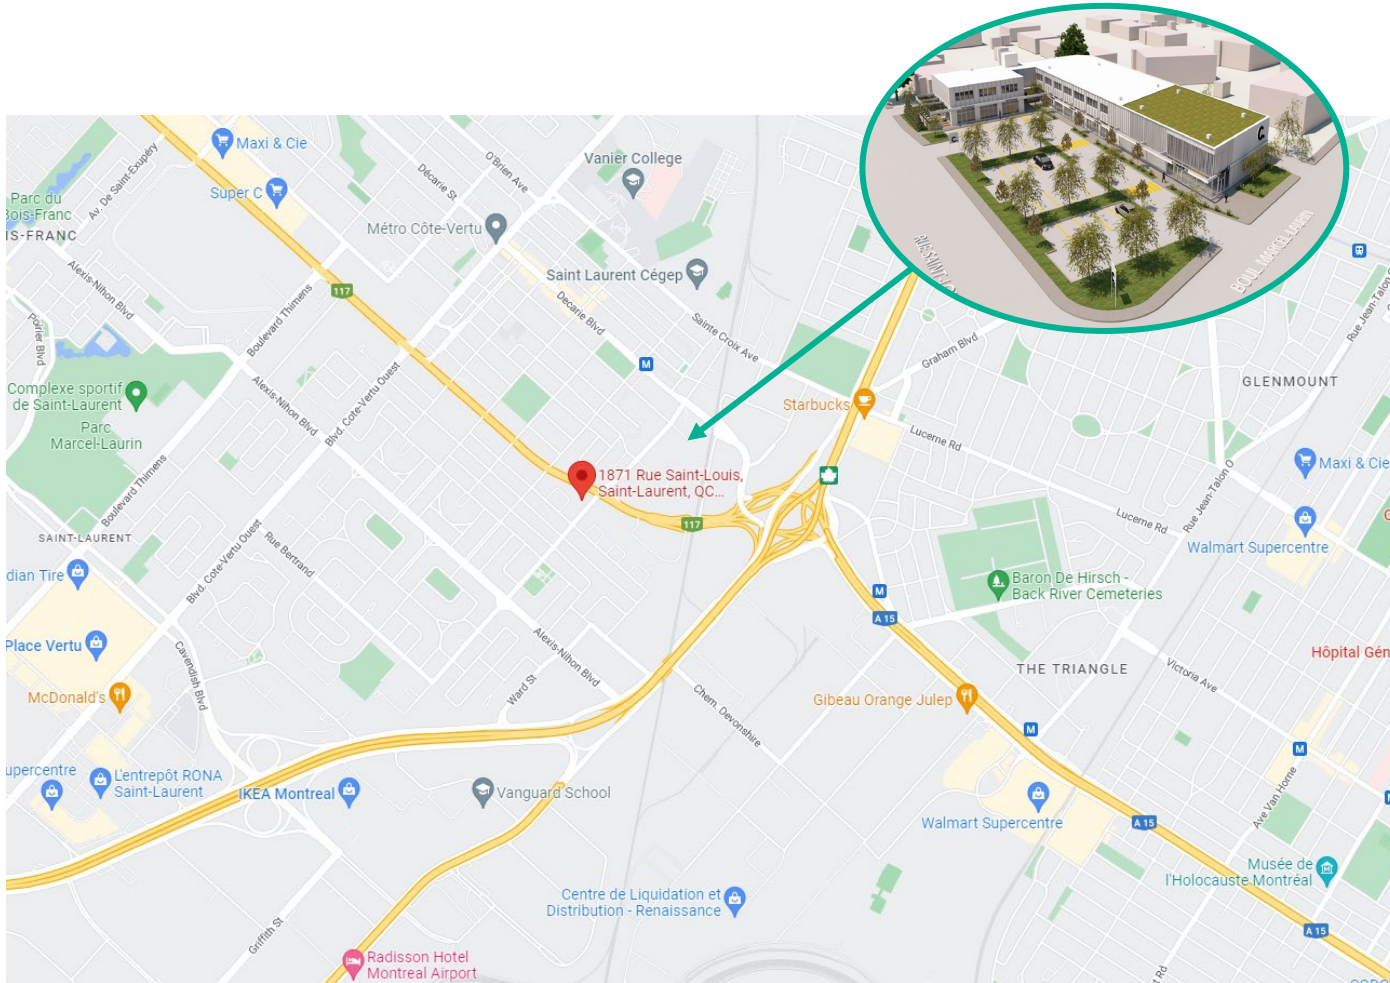 Maxi & Cie
Super C
Parc du
Bois-Franc
IS-FRANC
Av. De Saint-Exupéry
Décarie St
O'Brien Ave
Vanier College
Métro Côte-Vertu
Saint Laurent Cégep
Decarie Blvd
Sainte Croix Ave
RUE SAINT-LO
BOUL. MARCEL-LAURIN
Graham Blvd
Rue Jean-Talon
GLENMOUNT
117
Alexis-Nihon Blvd
Poirier Blvd
Boulevard Thimens
Complexe sportif
de Saint-Laurent
Parc
Marcel-Laurin
Alexis-Nihon Blvd
Blvd. Cote-Vertu Ouest
M
Starbucks
Lucerne Rd
Maxi & Cie
1871 Rue Saint-Louis,
Saint-Laurent, QC...
117
Boulevard Thimens
SAINT-LAURENT
Lucerne Rd
Rue Jean-Talon O
Walmart Supercentre
dian Tire
Blvd. Cote-Vertu Ouest
Rue Bertrand
Baron De Hirsch -
Back River Cemeteries
M
A 15
Place Vertu
Cavendish Blvd
Alexis-Nihon Blvd
Ward St
THE TRIANGLE
Victoria Ave
Hôpital Gén
McDonald's
Chem. Devonshire
Gibeau Orange Julep
M
M
upercentre
L'entrepôt RONA
Saint-Laurent
IKEA Montreal
Vanguard School
Walmart Supercentre
A 15
Ave Van Horne
Musée de
l'Holocauste Montréal
Centre de Liquidation et
Distribution - Renaissance
Griffith St
A 15
Radisson Hotel
Montreal Airport
t Rd